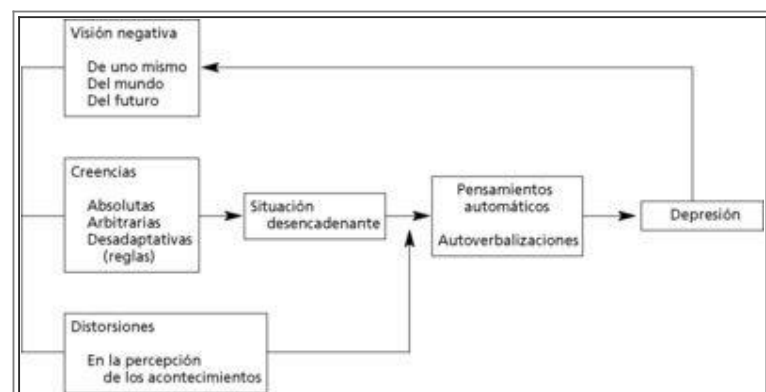 Visión negativa
De uno mismo
Del mundo
Del futuro
Creencias
Absolutas
Arbitrarias
Desadaptativas
(reglas)
Situación
desencadenante
Pensamientos
automáticos
Autoverbalizaciones
Depresión
Distorsiones
En la percepción
de los acontecimientos